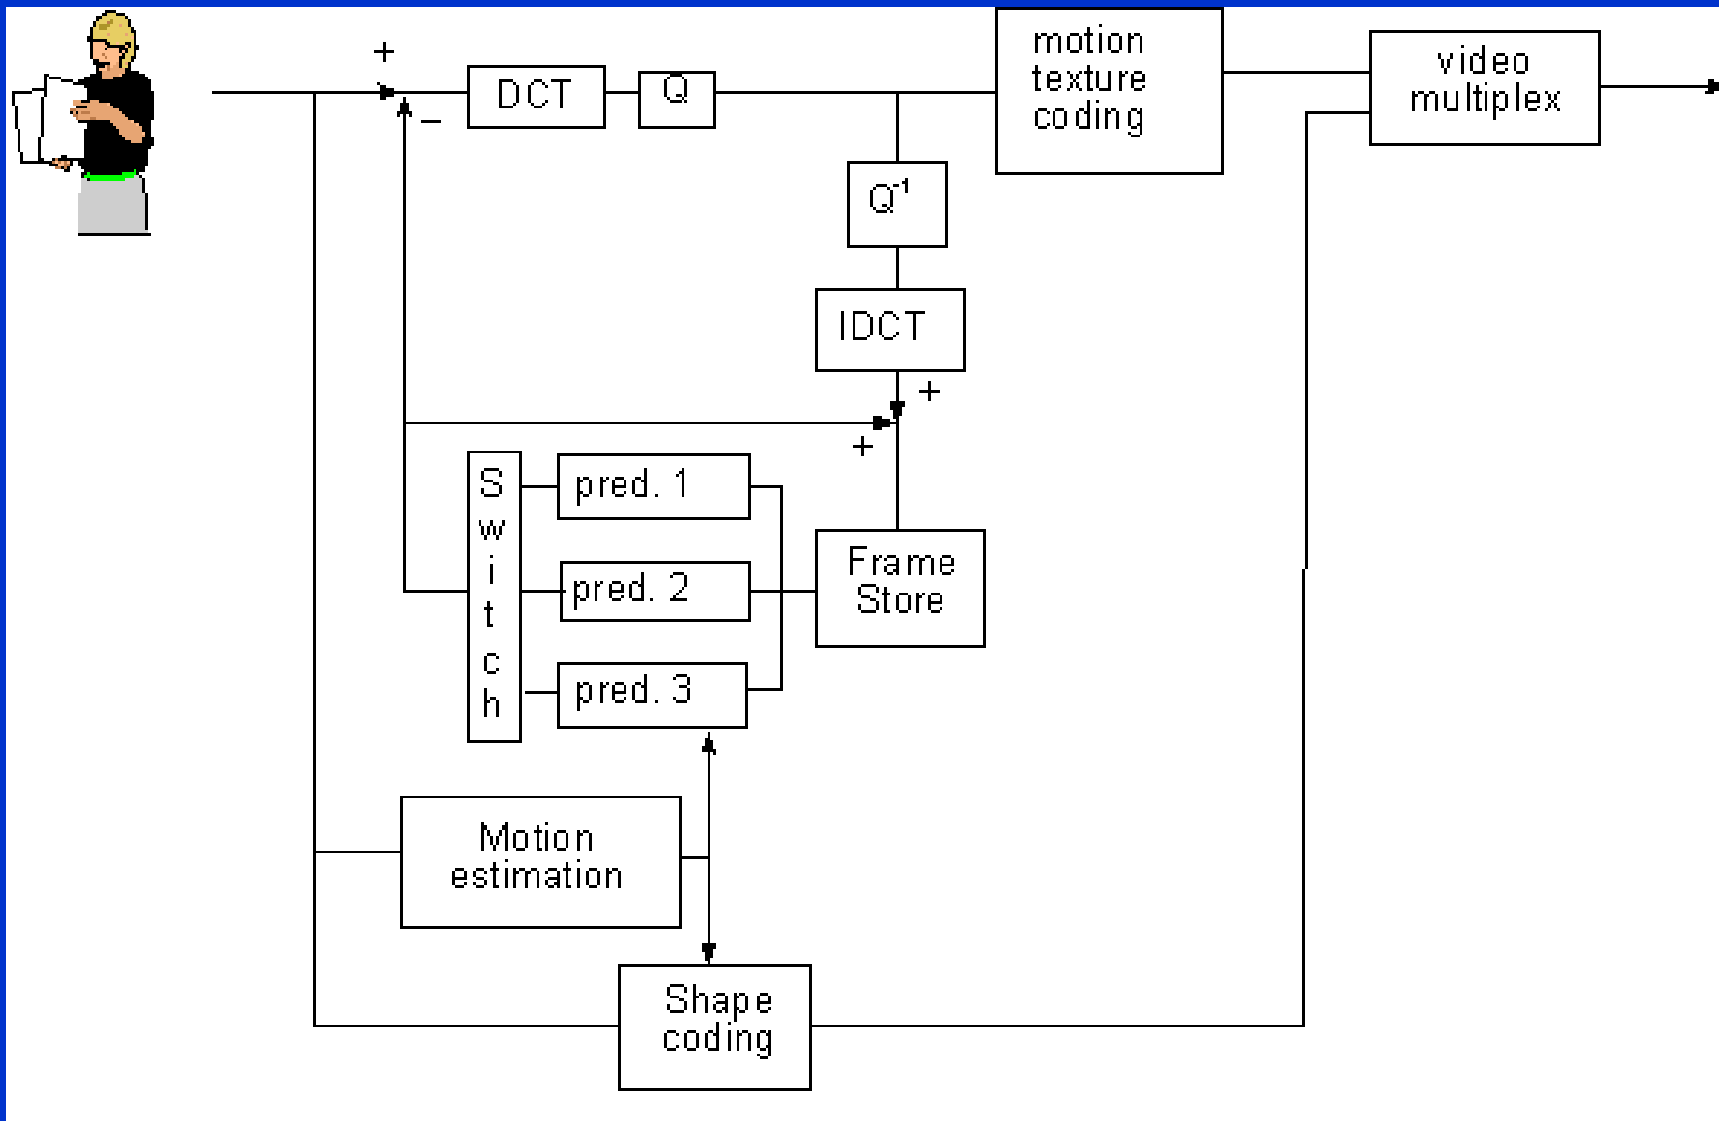 +
−
DCT
Q
motion
texture
coding
video
multiplex
Q⁻¹
IDCT
+
+
Switch
pred. 1
pred. 2
pred. 3
Frame
Store
Motion
estimation
Shape
coding